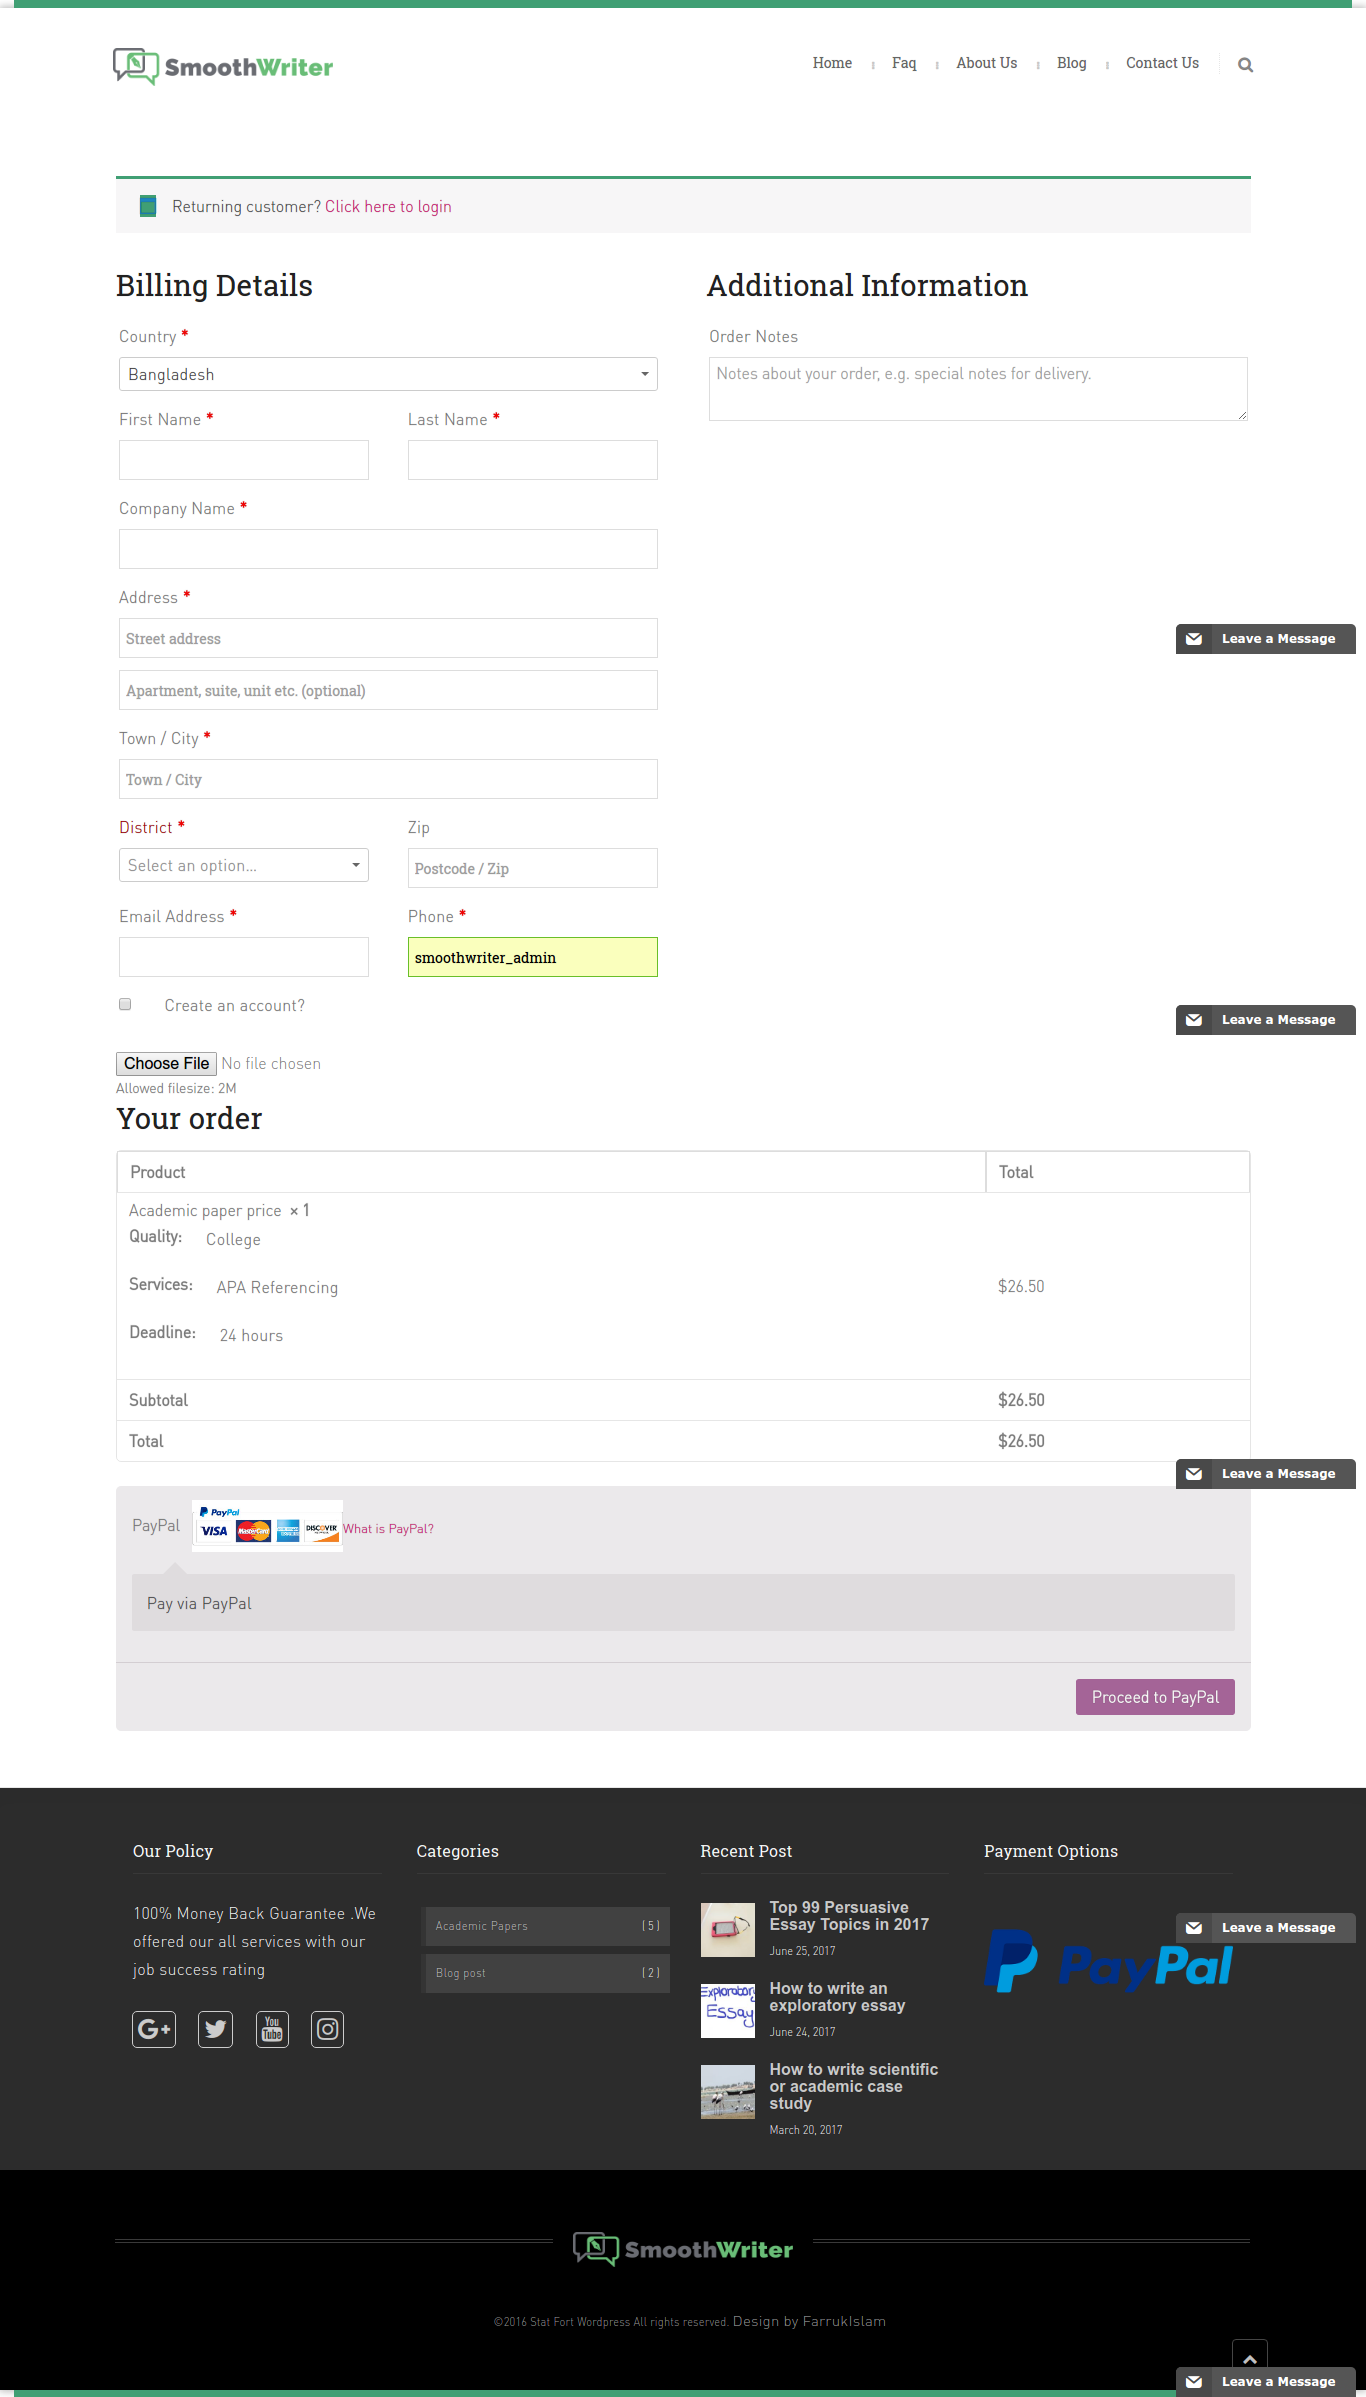 SmoothWriter
Home Faq About Us Blog Contact Us
Returning customer? Click here to login
Billing Details
Additional Information
Country *
Order Notes
Bangladesh
Notes about your order, e.g. special notes for delivery.
First Name * Last Name *
Company Name *
Address *
Street address
Leave a Message
Apartment, suite, unit etc. (optional)
Town / City *
Town / City
District * Zip
Select an option...
Postcode / Zip
Email Address * Phone *
smoothwriter_admin
Create an account?
Leave a Message
Choose File No file chosen
Allowed filesize: 2M
Your order
Product Total
Academic paper price × 1
Quality: College
Services: APA Referencing
$26.50
Deadline: 24 hours
Subtotal $26.50
Total $26.50
Leave a Message
PayPal
PayPal
VISA MasterCard AMERICAN EXPRESS DISCOVER
What is PayPal?
Pay via PayPal
Proceed to PayPal
Our Policy
100% Money Back Guarantee .We
offered our all services with our
job success rating
G+
You
Tube
Categories
Academic Papers ( 5 )
Blog post ( 2 )
Recent Post
Top 99 Persuasive
Essay Topics in 2017
June 25, 2017
Exploratory
Essay
How to write an
exploratory essay
June 24, 2017
How to write scientific
or academic case
study
March 20, 2017
Payment Options
Leave a Message
PayPal
SmoothWriter
©2016 Stat Fort Wordpress All rights reserved. Design by FarrukIslam
Leave a Message